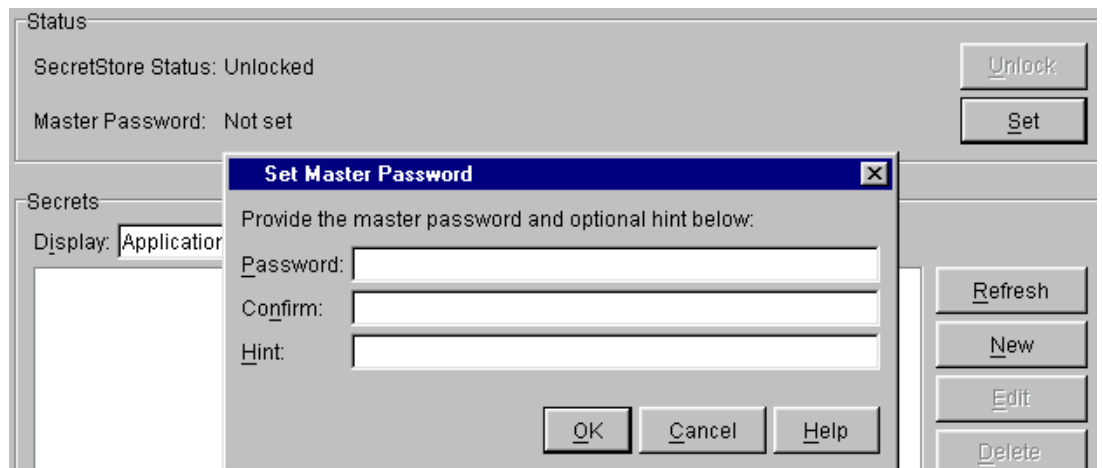 Status
SecretStore Status: Unlocked
Unlock
Master Password: Not set
Set
Set Master Password
Secrets
Provide the master password and optional hint below:
Display: Application
Password:
Refresh
Confirm:
Hint:
New
Edit
OK
Cancel
Help
Delete